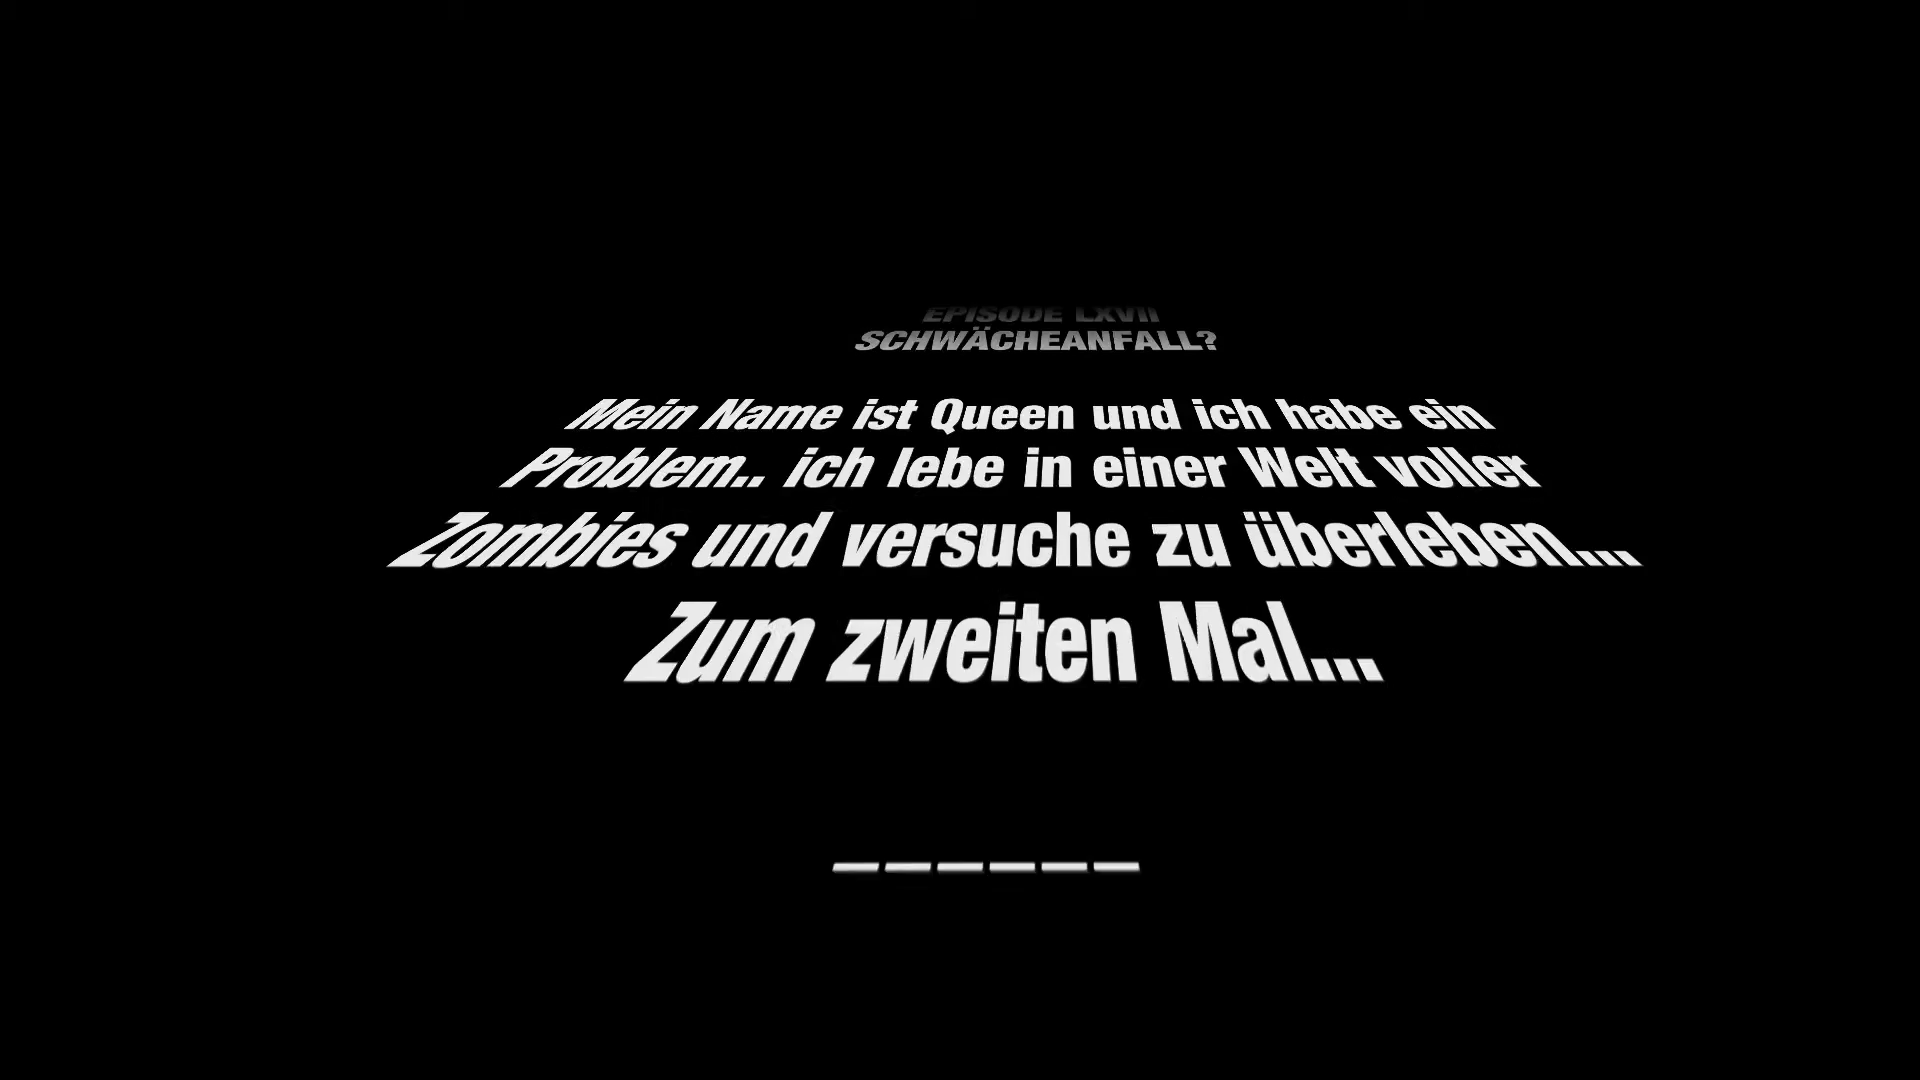 EPISODE LXVII
SCHWÄCHEANFALL?
Mein Name ist Queen und ich habe ein
Problem.. ich lebe in einer Welt voller
Zombies und versuche zu überleben...
Zum zweiten Mal...
______